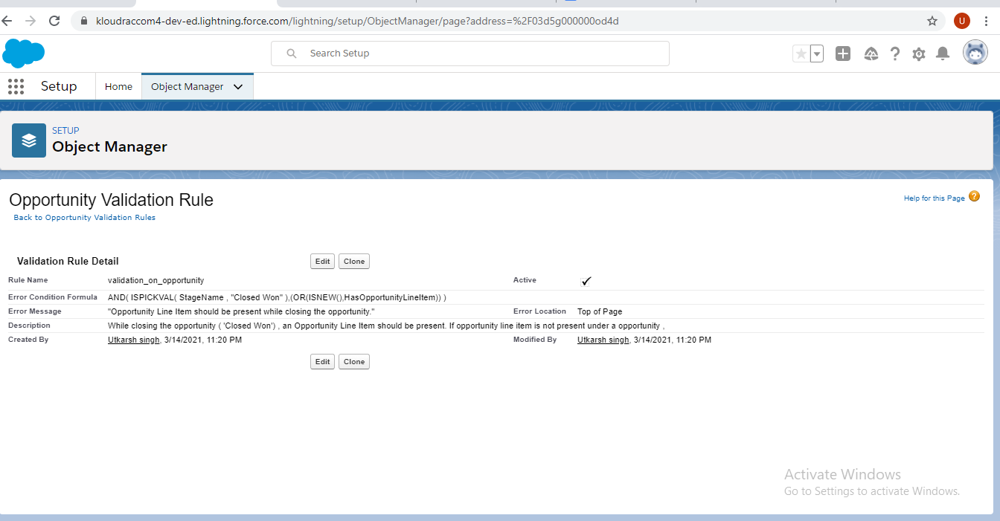 kloudraccom4-dev-ed.lightning.force.com/lightning/setup/ObjectManager/page?address=%2F03d5g000000od4d
U
Search Setup
Setup
Home
Object Manager
SETUP
Object Manager
Opportunity Validation Rule
Help for this Page ?
Back to Opportunity Validation Rules
Validation Rule Detail
Edit
Clone
Rule Name validation_on_opportunity Active
Error Condition Formula AND( ISPICKVAL( StageName , "Closed Won" ),(OR(ISNEW(),HasOpportunityLineItem)) )
Error Message "Opportunity Line Item should be present while closing the opportunity." Error Location Top of Page
Description While closing the opportunity ( 'Closed Won') , an Opportunity Line Item should be present. If opportunity line item is not present under a opportunity ,
Created By Utkarsh singh, 3/14/2021, 11:20 PM Modified By Utkarsh singh, 3/14/2021, 11:20 PM
Edit
Clone
Activate Windows
Go to Settings to activate Windows.